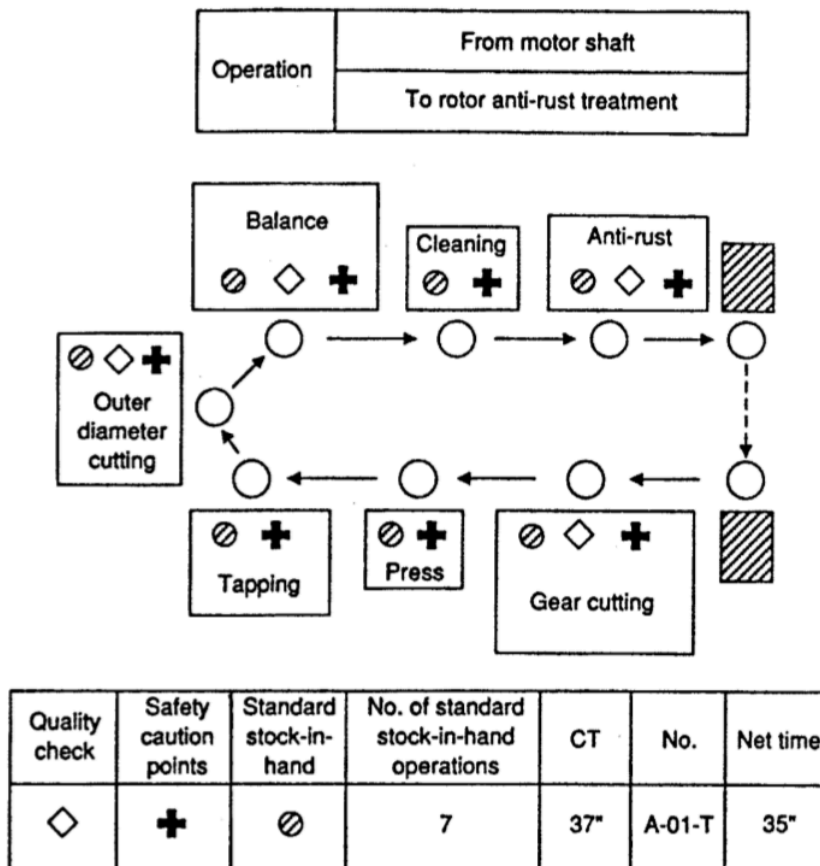 Operation
From motor shaft
To rotor anti-rust treatment
Balance
Cleaning
Anti-rust
Outer
diameter
cutting
Tapping
Press
Gear cutting
Quality
check
Safety
caution
points
Standard
stock-in-
hand
No. of standard
stock-in-hand
operations
CT
No.
Net time
7
37"
A-01-T
35"